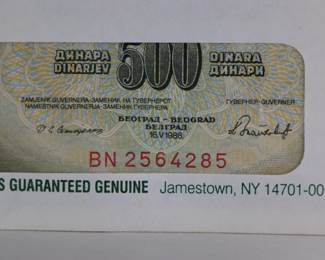 ДИНАРА 500 DINARA
DINARJEV ДИНАРИ
ZAMJENIK GUVERNERA-ЗАМЕНИК НА ГУВЕРНЕРОТ ГУВЕРНЕР-GUVERNER
NAMESTNIK GUVERNERJA-ЗАМЕНИК ГУВЕРНЕРА
БЕОГРАД – BEOGRAD
БЕЛГРАД
16.V 1986.
BN 2564285
S GUARANTEED GENUINE Jamestown, NY 14701-00